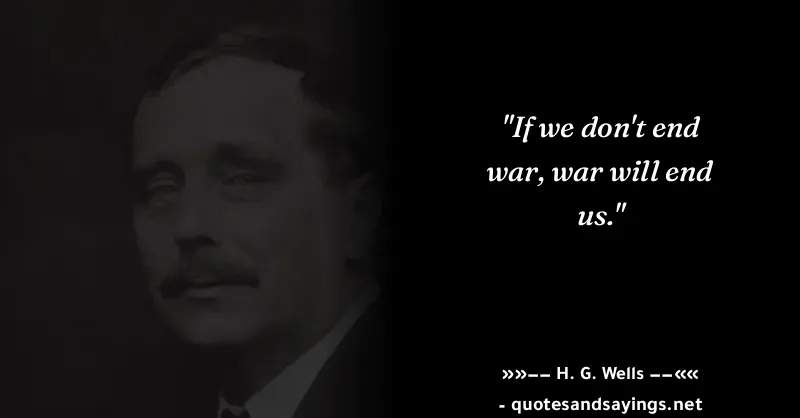 "If we don't end
war, war will end
us."
»»−− H. G. Wells −−««
- quotesandsayings.net